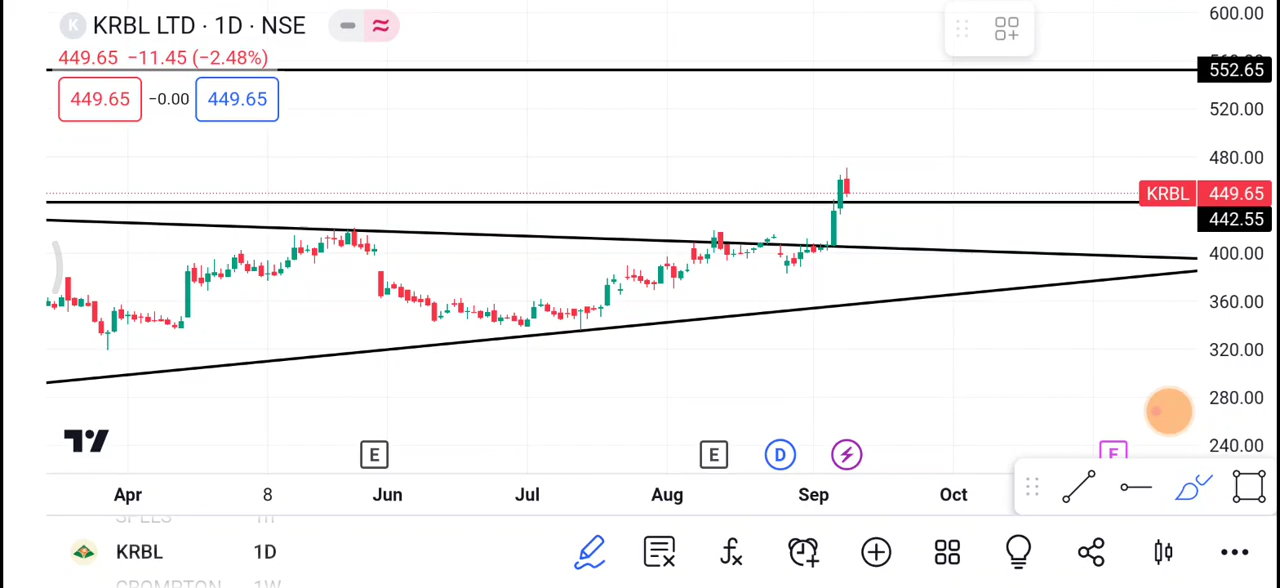 K KRBL LTD · 1D · NSE
449.65 −11.45 (−2.48%)
449.65 −0.00 449.65
600.00
552.65
520.00
480.00
KRBL 449.65
442.55
400.00
360.00
320.00
280.00
240.00
E E D E
Apr 8 Jun Jul Aug Sep Oct
KRBL 1D
CROMPTON 1W